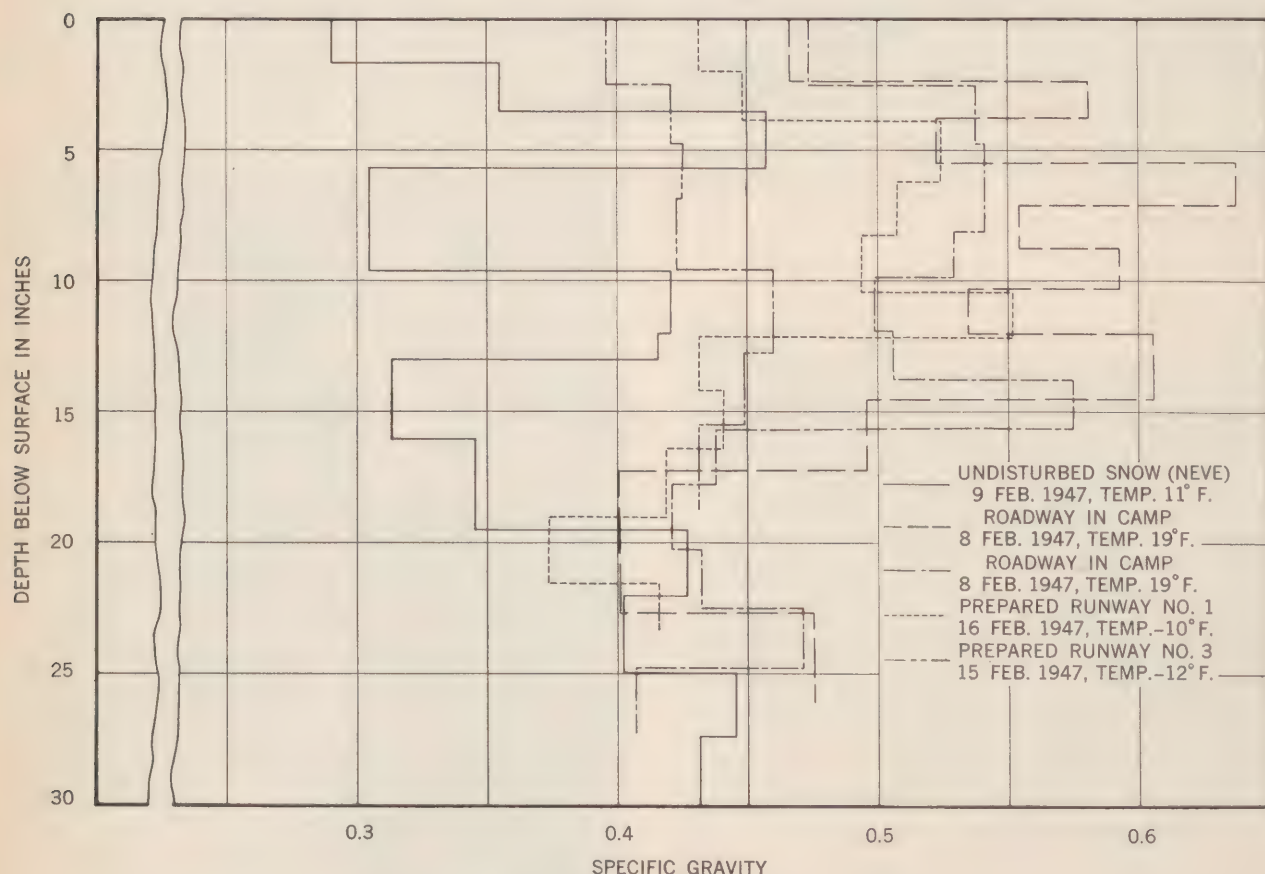 0
5
10
15
20
25
30
DEPTH BELOW SURFACE IN INCHES
UNDISTURBED SNOW (NEVE)
9 FEB. 1947, TEMP. 11° F.
ROADWAY IN CAMP
8 FEB. 1947, TEMP. 19° F.
ROADWAY IN CAMP
8 FEB. 1947, TEMP. 19° F.
PREPARED RUNWAY NO. 1
16 FEB. 1947, TEMP.-10° F.
PREPARED RUNWAY NO. 3
15 FEB. 1947, TEMP.-12° F.
0.3 0.4 0.5 0.6
SPECIFIC GRAVITY